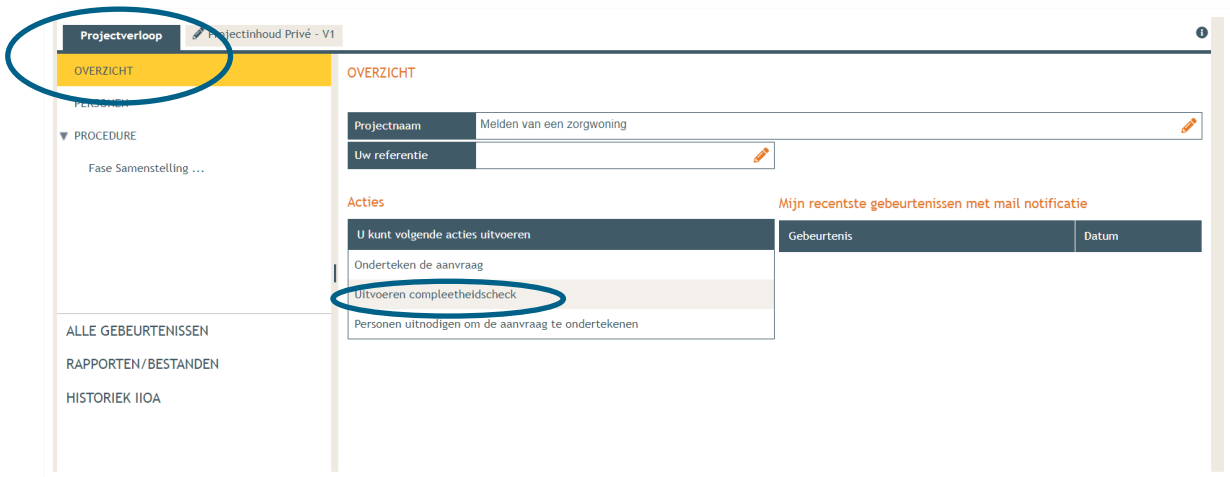 Projectverloop
Projectinhoud Privé - V1
OVERZICHT
PERSONEN
PROCEDURE
Fase Samenstelling ...
ALLE GEBEURTENISSEN
RAPPORTEN/BESTANDEN
HISTORIEK IIOA
OVERZICHT
Projectnaam Melden van een zorgwoning
Uw referentie
Acties
U kunt volgende acties uitvoeren
Onderteken de aanvraag
Uitvoeren compleetheidscheck
Personen uitnodigen om de aanvraag te ondertekenen
Mijn recentste gebeurtenissen met mail notificatie
Gebeurtenis Datum